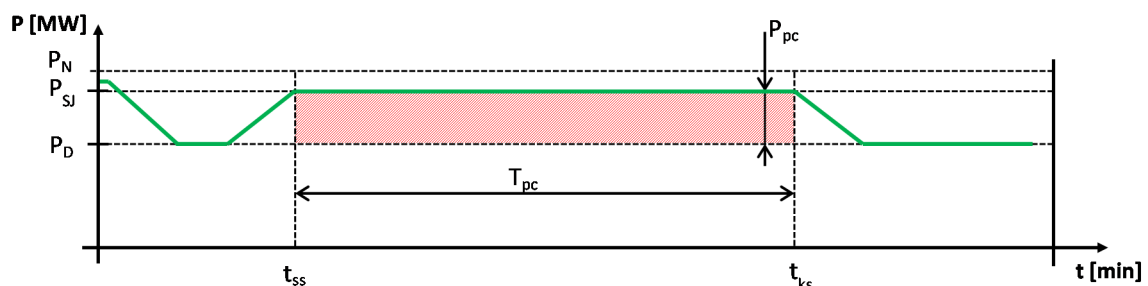 P [MW]
P_pc
P_N
P_SJ
P_D
T_pc
t_ss
t_ks
t [min]